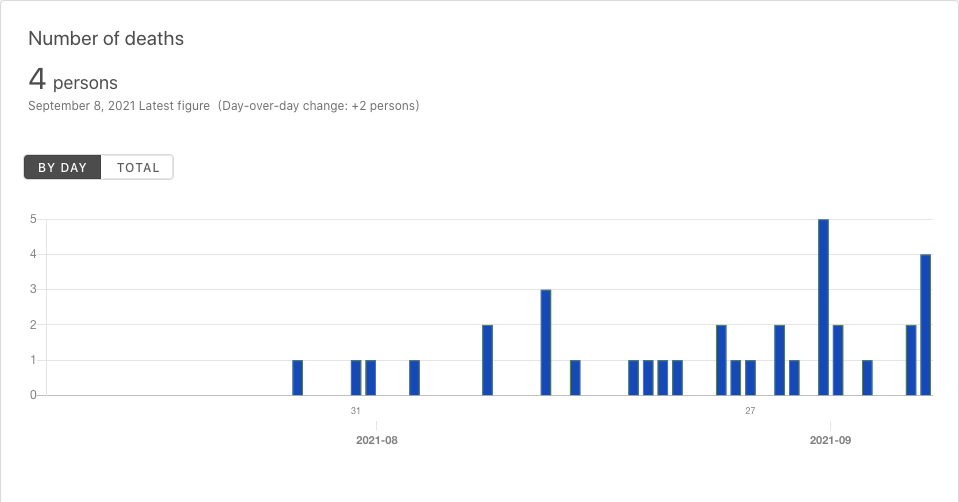 Number of deaths
4 persons
September 8, 2021 Latest figure (Day-over-day change: +2 persons)
BY DAY TOTAL
5
4
3
2
1
0
31 27
2021-08 2021-09